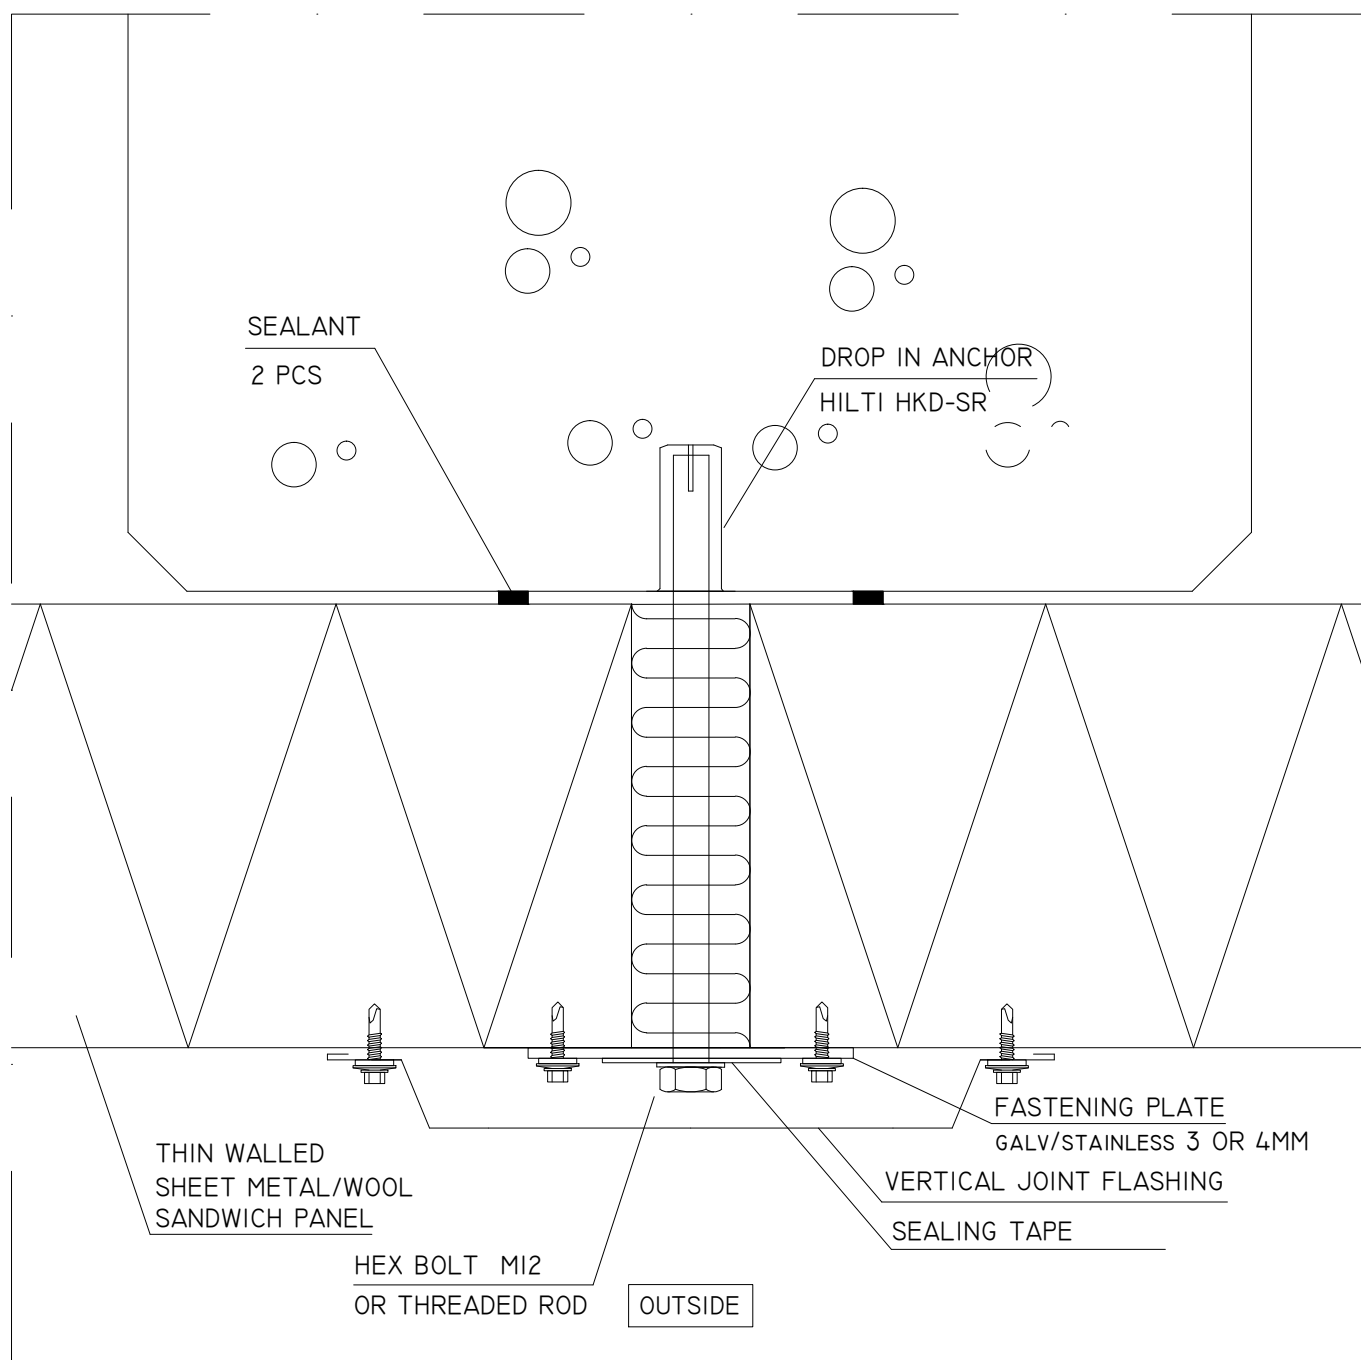 SEALANT
2 PCS
DROP IN ANCHOR
HILTI HKD-SR
FASTENING PLATE
GALV/STAINLESS 3 OR 4MM
THIN WALLED
SHEET METAL/WOOL
SANDWICH PANEL
VERTICAL JOINT FLASHING
SEALING TAPE
HEX BOLT M12
OR THREADED ROD
OUTSIDE